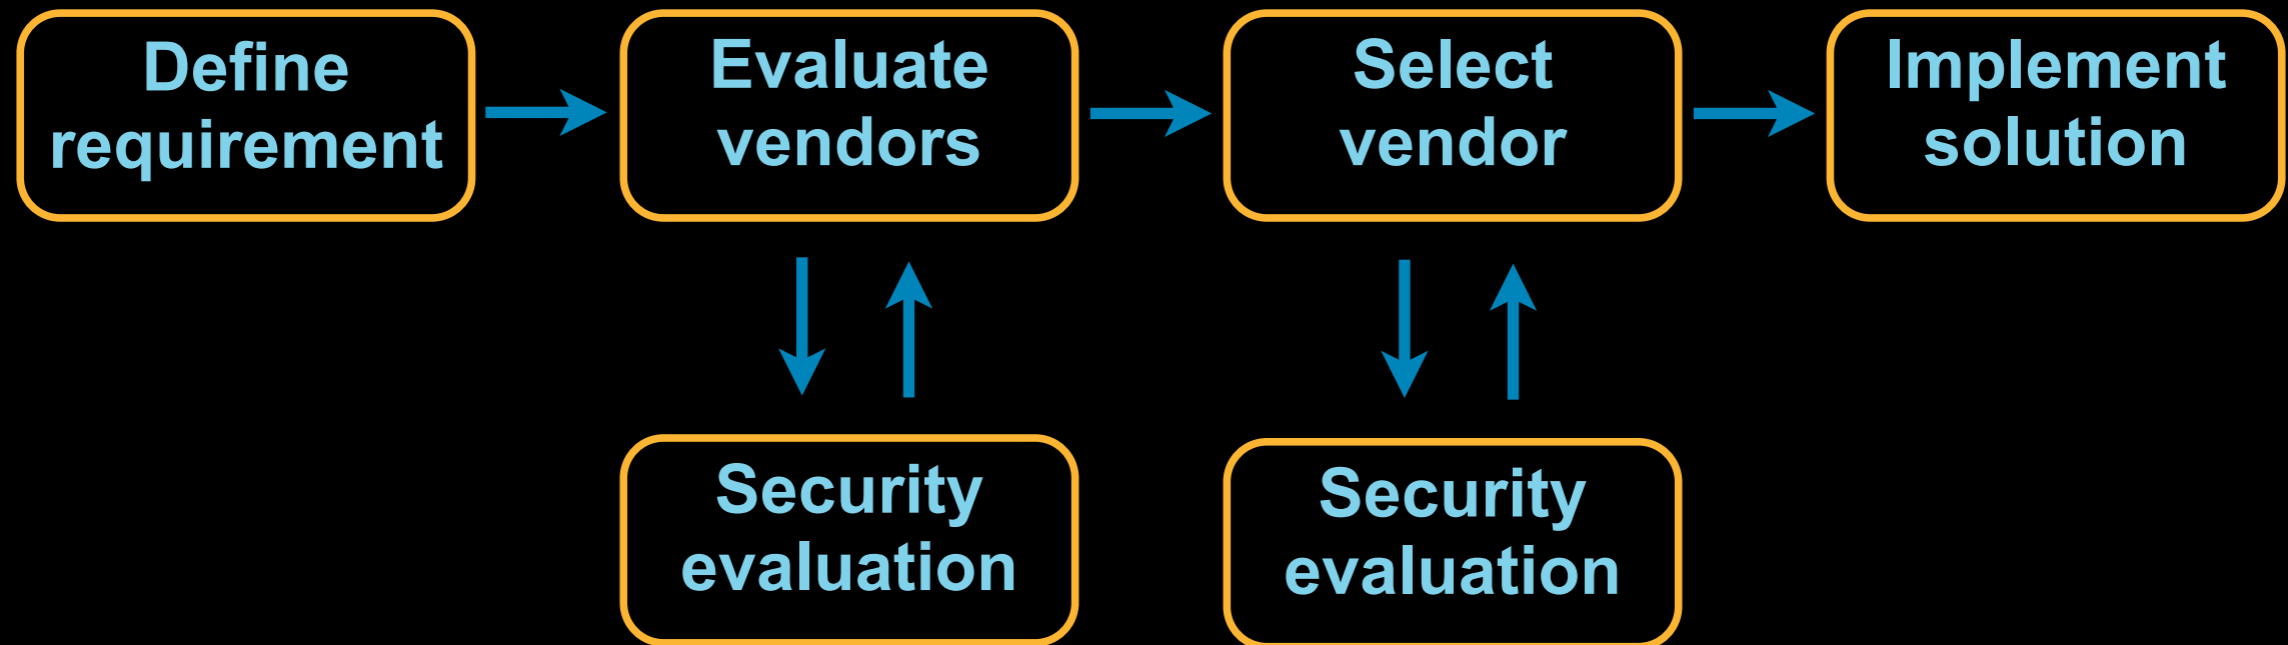 Define
requirement
Evaluate
vendors
Select
vendor
Implement
solution
Security
evaluation
Security
evaluation